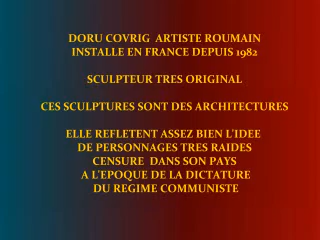 DORU COVRIG  ARTISTE ROUMAIN
INSTALLE EN FRANCE DEPUIS 1982
SCULPTEUR TRES ORIGINAL
CES SCULPTURES SONT DES ARCHITECTURES
ELLE REFLETENT ASSEZ BIEN L'IDEE
DE PERSONNAGES TRES RAIDES
CENSURE  DANS SON PAYS
A L'EPOQUE DE LA DICTATURE
DU REGIME COMMUNISTE